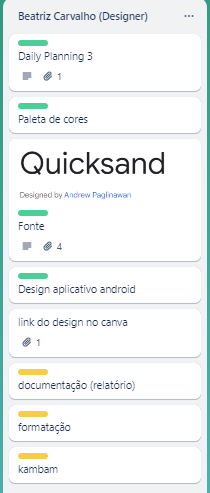 Beatriz Carvalho (Designer)
Daily Planning 3
1
Paleta de cores
Quicksand
Designed by Andrew Paglinawan
Fonte
4
Design aplicativo android
link do design no canva
1
documentação (relatório)
formatação
kambam